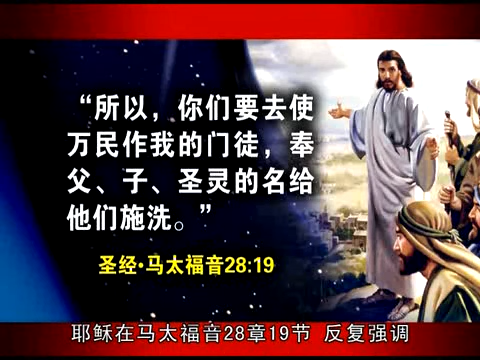 “所以，你们要去使
万民作我的门徒，奉
父、子、圣灵的名给
他们施洗。”
圣经·马太福音28:19
耶稣在马太福音28章19节 反复强调